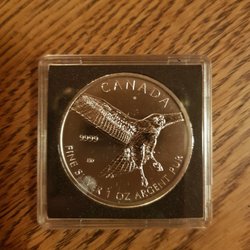 CANADA
9999
FINE SILVER 1 OZ ARGENT PUR